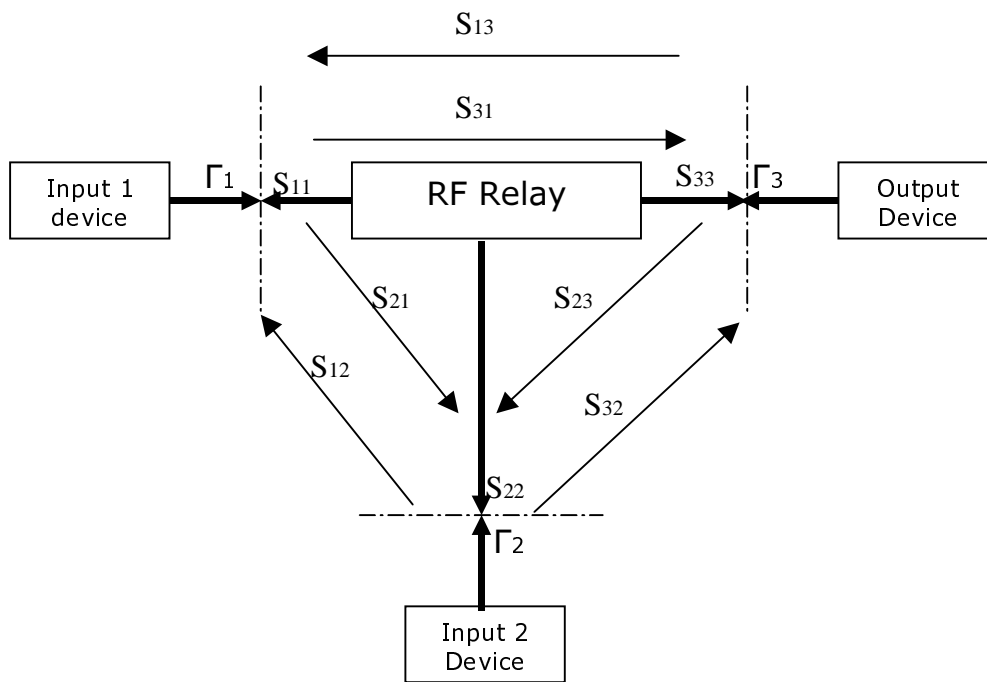 S13
S31
Input 1
device
Γ1
S11
RF Relay
S33
Γ3
Output
Device
S21
S23
S12
S32
S22
Γ2
Input 2
Device